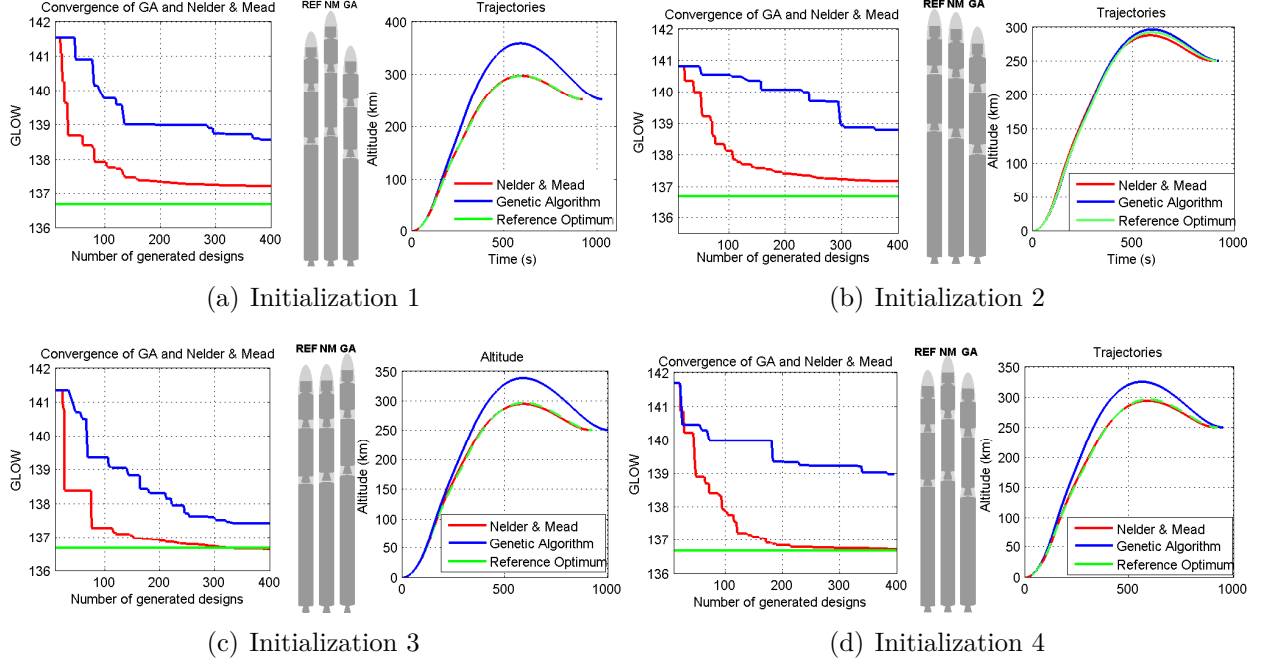 Convergence of GA and Nelder & Mead
142
141
140
139
138
137
136
GLOW
100 200 300 400
Number of generated designs
REF NM GA
Trajectories
400
300
200
100
0
Altitude (km)
0 500 1000
Time (s)
Nelder & Mead
Genetic Algorithm
Reference Optimum
(a) Initialization 1
Convergence of GA and Nelder & Mead
142
141
140
139
138
137
136
GLOW
100 200 300 400
Number of generated designs
REF NM GA
Trajectories
300
250
200
150
100
50
0
Altitude (km)
0 500 1000
Time (s)
Nelder & Mead
Genetic Algorithm
Reference Optimum
(b) Initialization 2
Convergence of GA and Nelder & Mead
142
141
140
139
138
137
136
GLOW
100 200 300 400
Number of generated designs
REF NM GA
Altitude
350
300
250
200
150
100
50
0
Altitude (km)
0 500 1000
Nelder & Mead
Genetic Algorithm
Reference Optimum
(c) Initialization 3
Convergence of GA and Nelder & Mead
142
141
140
139
138
137
136
GLOW
100 200 300 400
Number of generated designs
REF NM GA
Trajectories
350
300
250
200
150
100
50
0
Altitude (km)
0 500 1000
Nelder & Mead
Genetic Algorithm
Reference Optimum
(d) Initialization 4